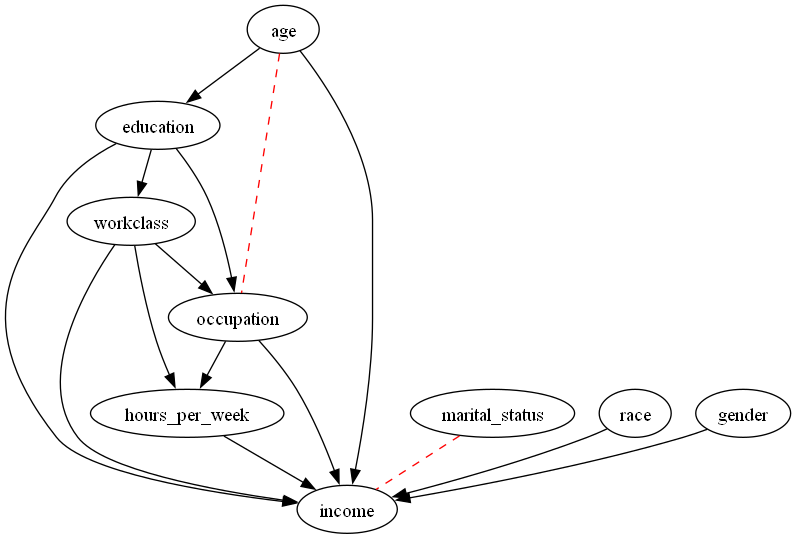 age
education
workclass
occupation
hours_per_week
marital_status
race
gender
income